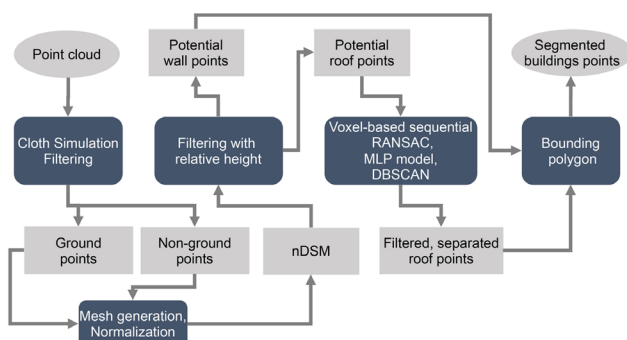 Point cloud
Potential
wall points
Potential
roof points
Segmented
buildings points
Cloth Simulation
Filtering
Filtering with
relative height
Voxel-based sequential
RANSAC,
MLP model,
DBSCAN
Bounding
polygon
Ground
points
Non-ground
points
nDSM
Filtered, separated
roof points
Mesh generation,
Normalization